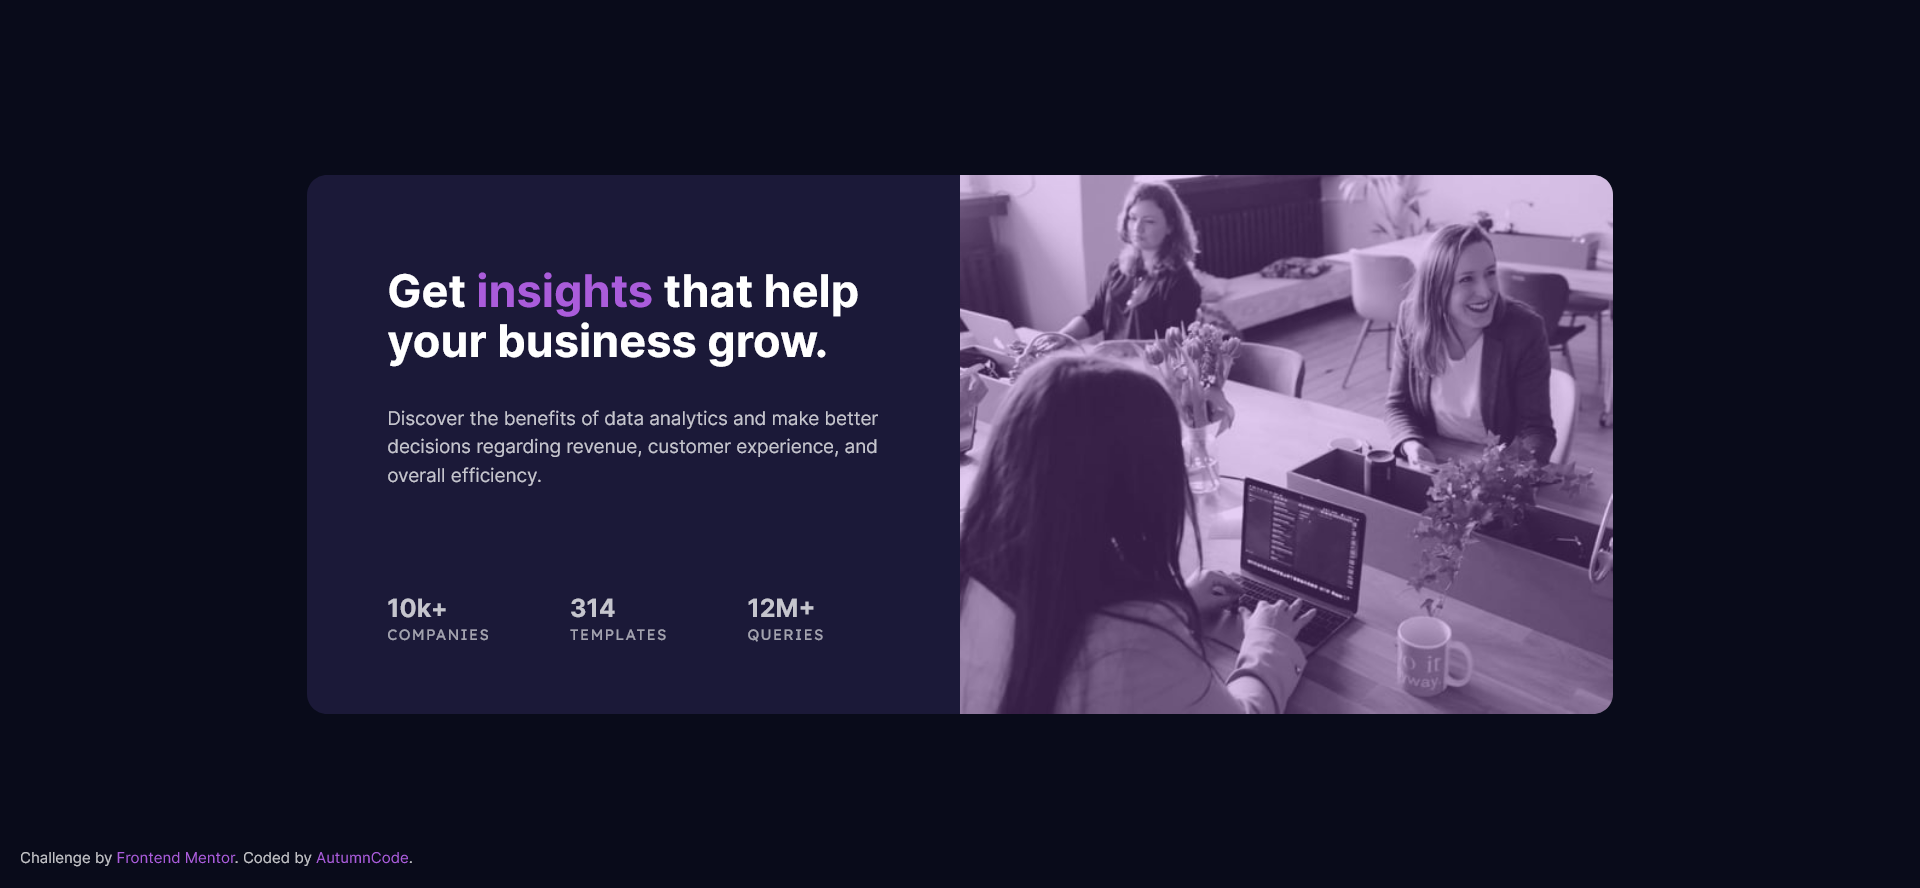 Get insights that help
your business grow.
Discover the benefits of data analytics and make better
decisions regarding revenue, customer experience, and
overall efficiency.
10k+
COMPANIES
314
TEMPLATES
12M+
QUERIES
way
Challenge by Frontend Mentor. Coded by AutumnCode.